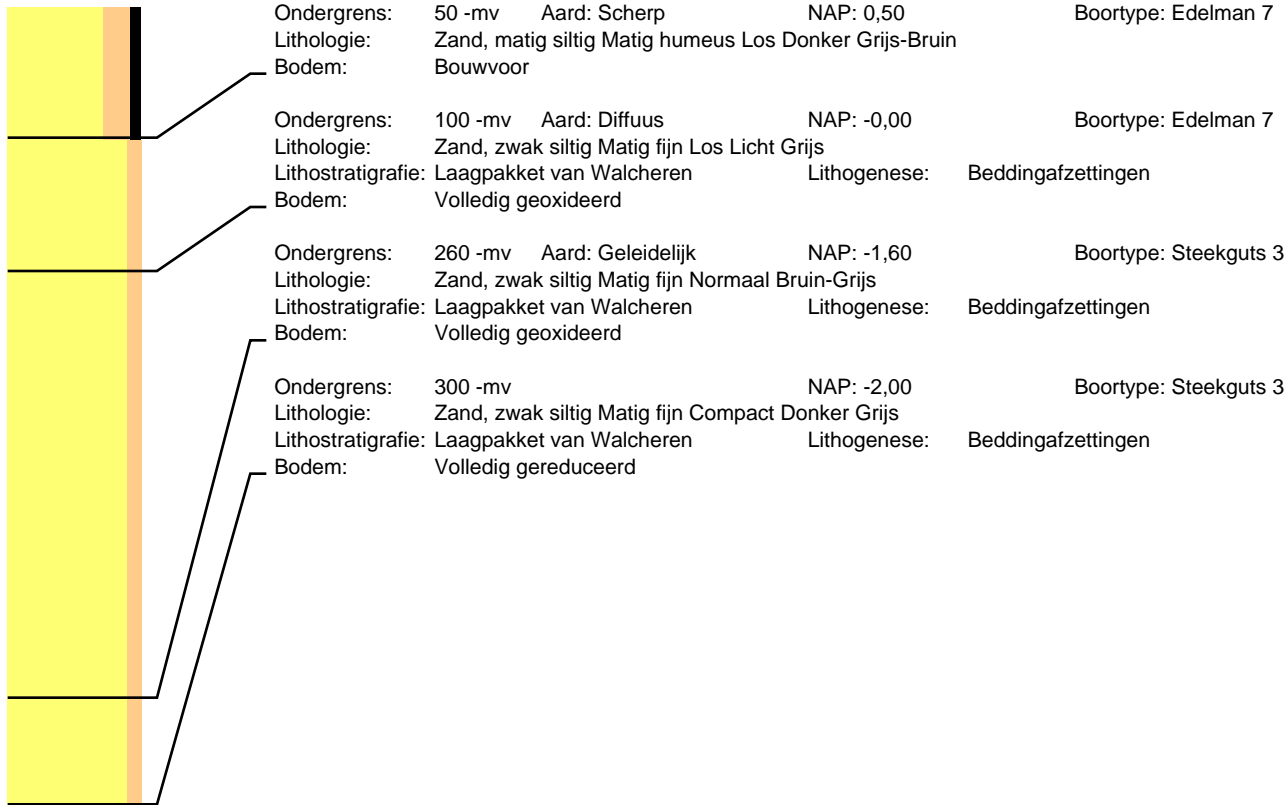 Ondergrens: 50 -mv Aard: Scherp NAP: 0,50 Boortype: Edelman 7
Lithologie: Zand, matig siltig Matig humeus Los Donker Grijs-Bruin
Bodem: Bouwvoor
Ondergrens: 100 -mv Aard: Diffuus NAP: -0,00 Boortype: Edelman 7
Lithologie: Zand, zwak siltig Matig fijn Los Licht Grijs
Lithostratigrafie: Laagpakket van Walcheren Lithogenese: Beddingafzettingen
Bodem: Volledig geoxideerd
Ondergrens: 260 -mv Aard: Geleidelijk NAP: -1,60 Boortype: Steekguts 3
Lithologie: Zand, zwak siltig Matig fijn Normaal Bruin-Grijs
Lithostratigrafie: Laagpakket van Walcheren Lithogenese: Beddingafzettingen
Bodem: Volledig geoxideerd
Ondergrens: 300 -mv NAP: -2,00 Boortype: Steekguts 3
Lithologie: Zand, zwak siltig Matig fijn Compact Donker Grijs
Lithostratigrafie: Laagpakket van Walcheren Lithogenese: Beddingafzettingen
Bodem: Volledig gereduceerd